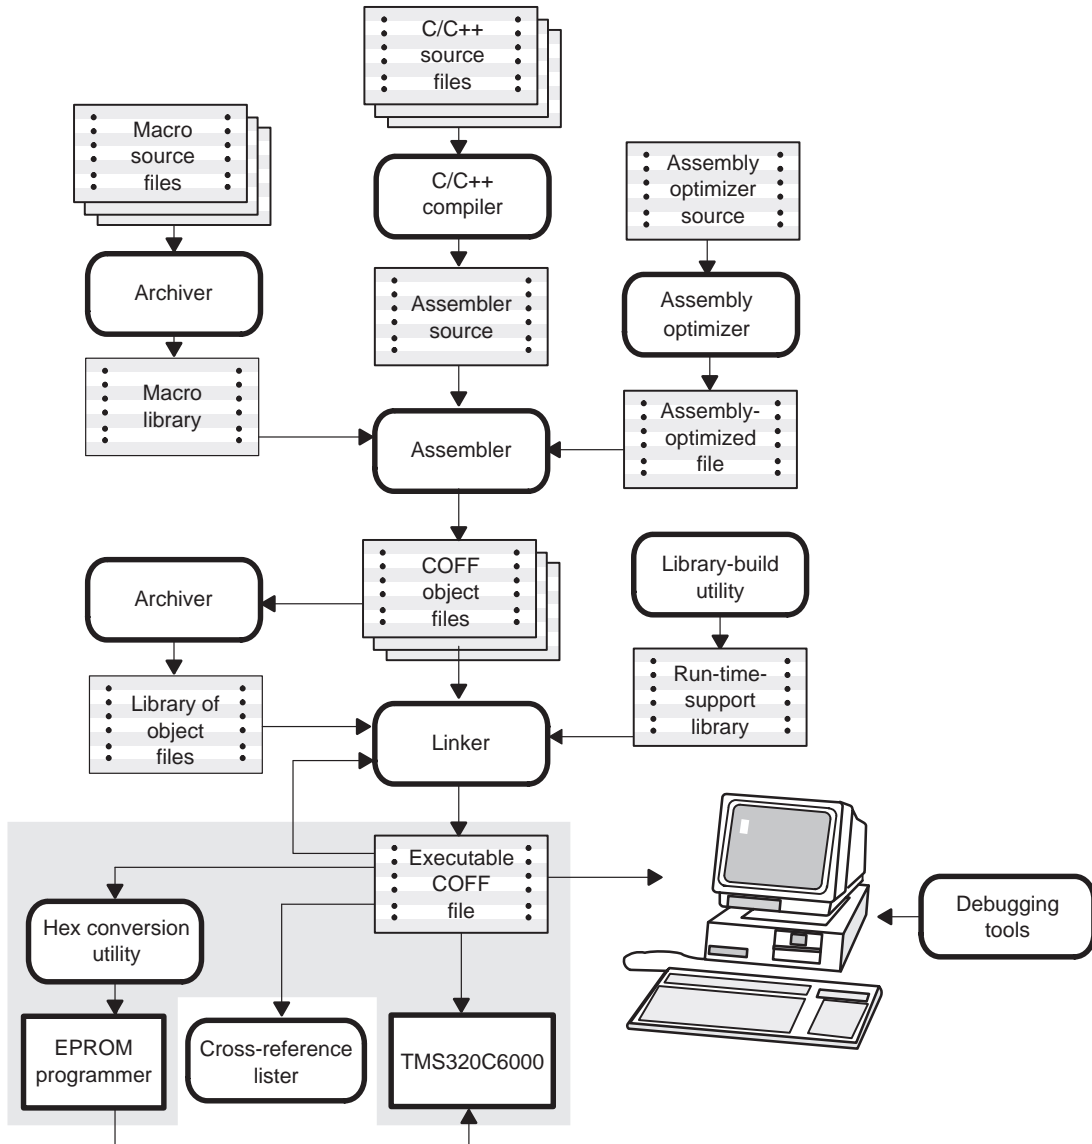 C/C++
source
files
Macro
source
files
C/C++
compiler
Assembly
optimizer
source
Archiver
Assembler
source
Assembly
optimizer
Macro
library
Assembler
Assembly-
optimized
file
Archiver
COFF
object
files
Library-build
utility
Library of
object
files
Linker
Run-time-
support
library
Executable
COFF
file
Debugging
tools
Hex conversion
utility
EPROM
programmer
Cross-reference
lister
TMS320C6000